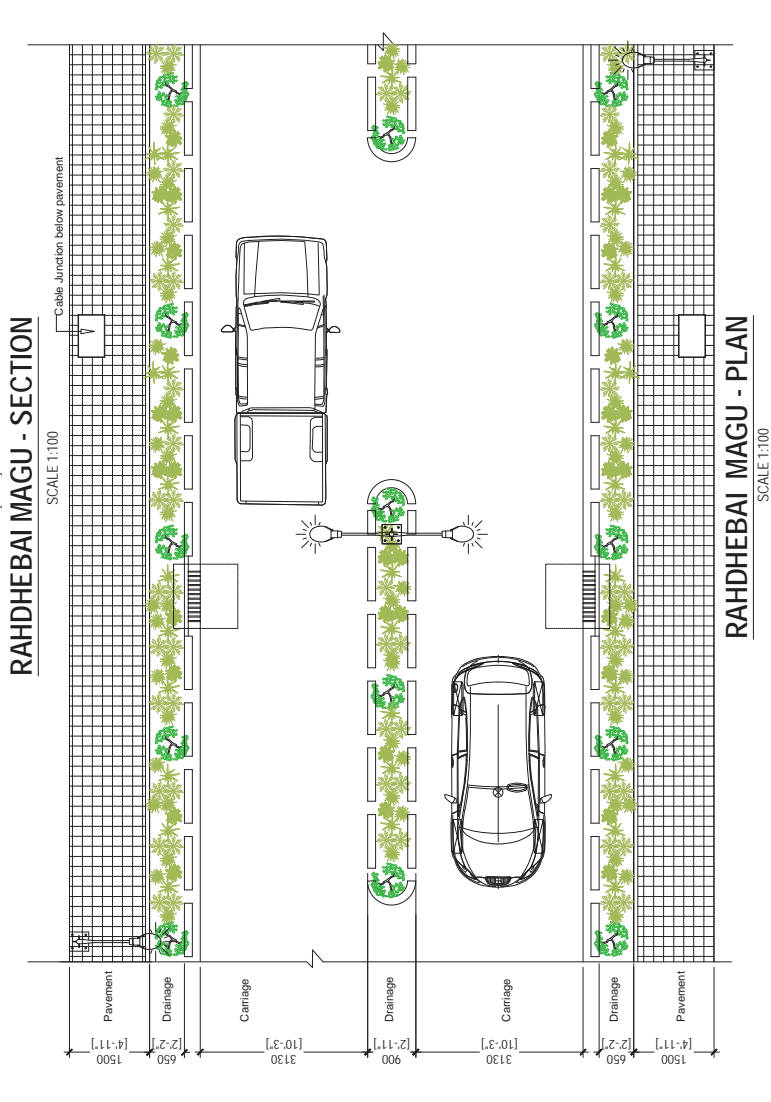 RAHDHEBAI MAGU - SECTION
SCALE 1:100
Cable Junction below pavement
Pavement
Drainage
Carriage
Drainage
Carriage
Drainage
Pavement
1500
[4'-11"]
650
[2'-2"]
3130
[10'-3"]
900
[2'-11"]
3130
[10'-3"]
650
[2'-2"]
1500
[4'-11"]
RAHDHEBAI MAGU - PLAN
SCALE 1:100